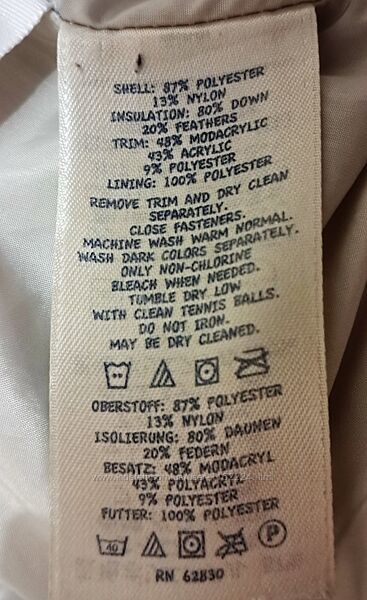 SHELL: 87% POLYESTER
13% NYLON
INSULATION: 80% DOWN
20% FEATHERS
TRIM: 48% MODACRYLIC
43% ACRYLIC
9% POLYESTER
LINING: 100% POLYESTER
REMOVE TRIM AND DRY CLEAN
SEPARATELY.
CLOSE FASTENERS.
MACHINE WASH WARM NORMAL.
WASH DARK COLORS SEPARATELY.
ONLY NON-CHLORINE
BLEACH WHEN NEEDED.
TUMBLE DRY LOW
WITH CLEAN TENNIS BALLS.
DO NOT IRON.
MAY BE DRY CLEANED.
OBERSTOFF: 87% POLYESTER
13% NYLON
ISOLIERUNG: 80% DAUNEN
20% FEDERN
BESATZ: 48% MODACRYL
43% POLYACRYL
9% POLYESTER
FUTTER: 100% POLYESTER
40 P
RN 62830